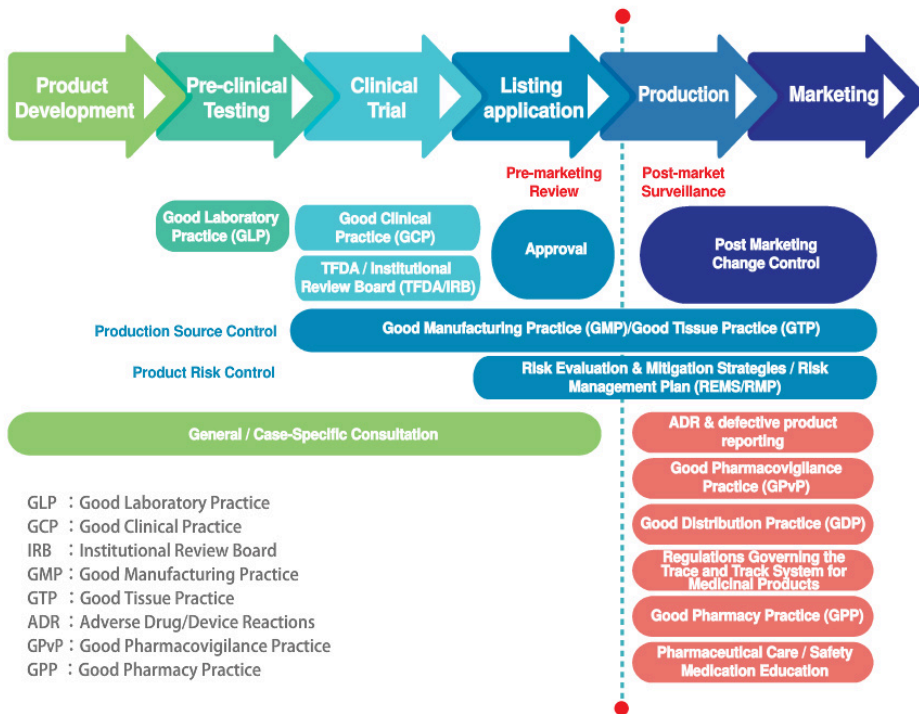 Product
Development
Pre-clinical
Testing
Clinical
Trial
Listing
application
Production
Marketing
Pre-marketing
Review
Post-market
Surveillance
Good Laboratory
Practice (GLP)
Good Clinical
Practice (GCP)
TFDA / Institutional
Review Board (TFDA/IRB)
Approval
Post Marketing
Change Control
Production Source Control
Good Manufacturing Practice (GMP)/Good Tissue Practice (GTP)
Product Risk Control
Risk Evaluation & Mitigation Strategies / Risk
Management Plan (REMS/RMP)
General / Case-Specific Consultation
ADR & defective product
reporting
Good Pharmacovigilance
Practice (GPvP)
Good Distribution Practice (GDP)
Regulations Governing the
Trace and Track System for
Medicinal Products
Good Pharmacy Practice (GPP)
Pharmaceutical Care / Safety
Medication Education
GLP : Good Laboratory Practice
GCP : Good Clinical Practice
IRB : Institutional Review Board
GMP : Good Manufacturing Practice
GTP : Good Tissue Practice
ADR : Adverse Drug/Device Reactions
GPvP : Good Pharmacovigilance Practice
GPP : Good Pharmacy Practice